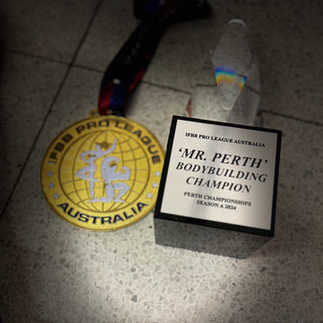 IFBB PRO LEAGUE
AUSTRALIA
IFBB PRO LEAGUE AUSTRALIA
'MR. PERTH'
BODYBUILDING
CHAMPION
PERTH CHAMPIONSHIPS
SEASON A 2024